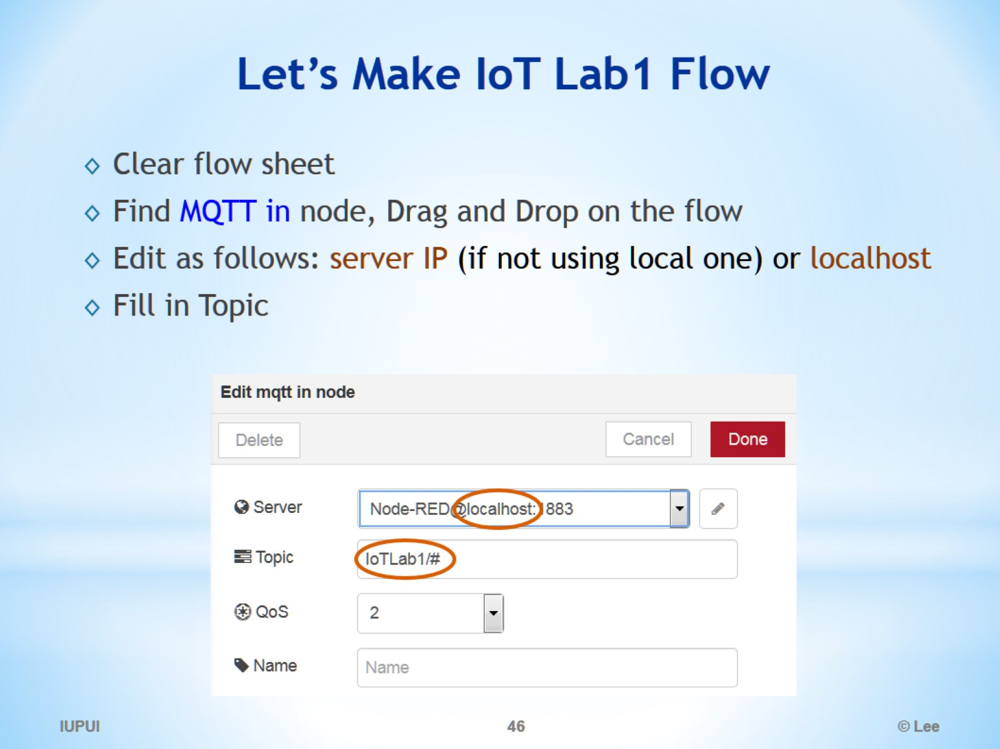 Let’s Make IoT Lab1 Flow
Clear flow sheet
Find MQTT in node, Drag and Drop on the flow
Edit as follows: server IP (if not using local one) or localhost
Fill in Topic
Edit mqtt in node
Delete Cancel Done
Server Node-RED@localhost:1883
Topic IoTLab1/#
QoS 2
Name Name
IUPUI 46 © Lee